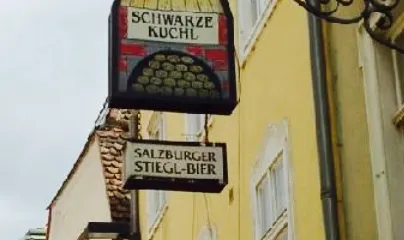 SCHWARZE
KUCHL
SALZBURGER
STIEGL-BIER